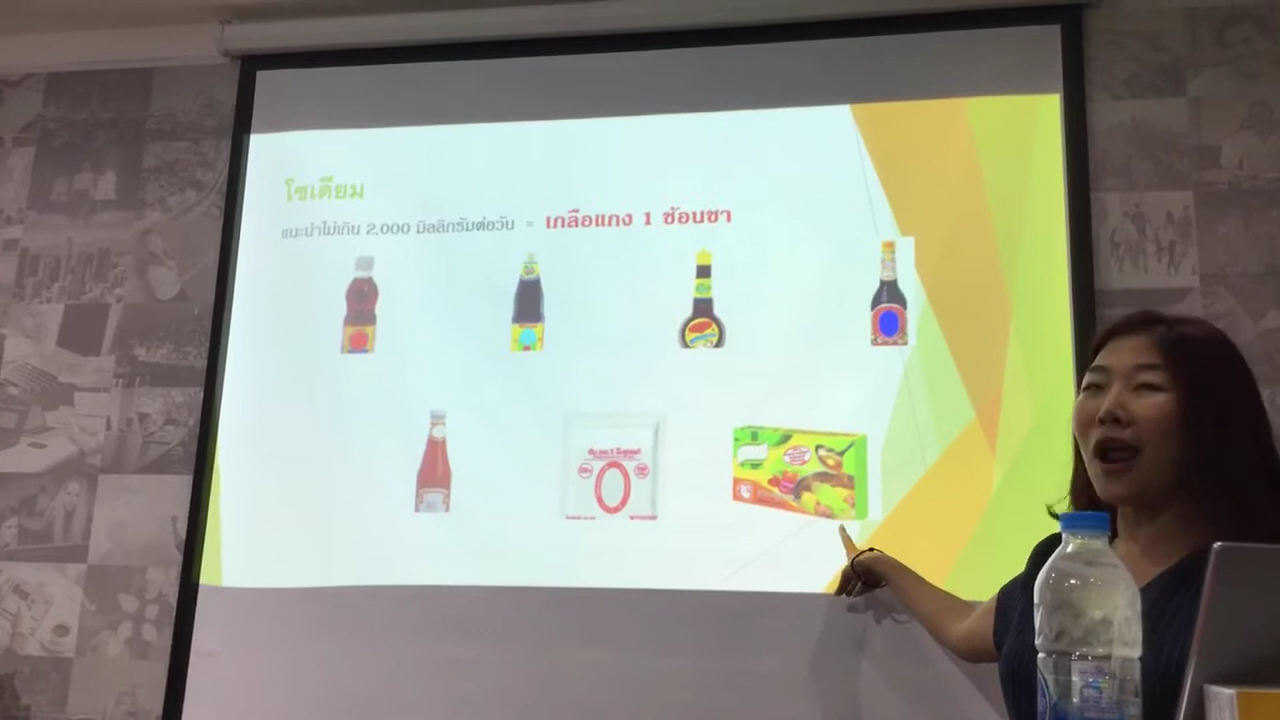 โซเดียม
แนะนำไม่เกิน 2,000 มิลลิกรัมต่อวัน = เกลือแกง 1 ช้อนชา